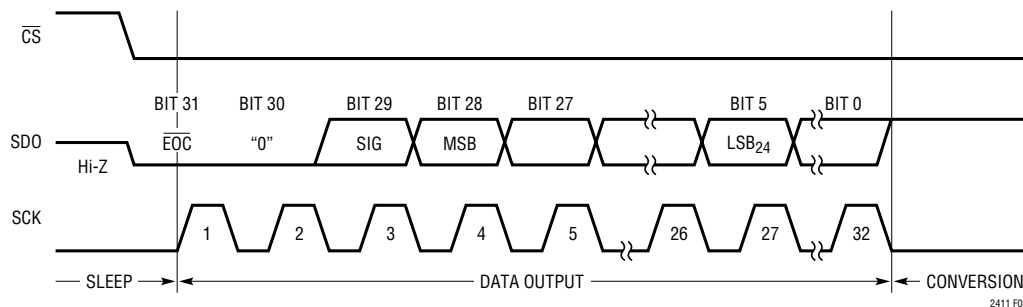 CS
BIT 31 BIT 30 BIT 29 BIT 28 BIT 27 BIT 5 BIT 0
SDO EOC "0" SIG MSB LSB24
Hi-Z
SCK
1 2 3 4 5 26 27 32
SLEEP DATA OUTPUT CONVERSION
2411 F03